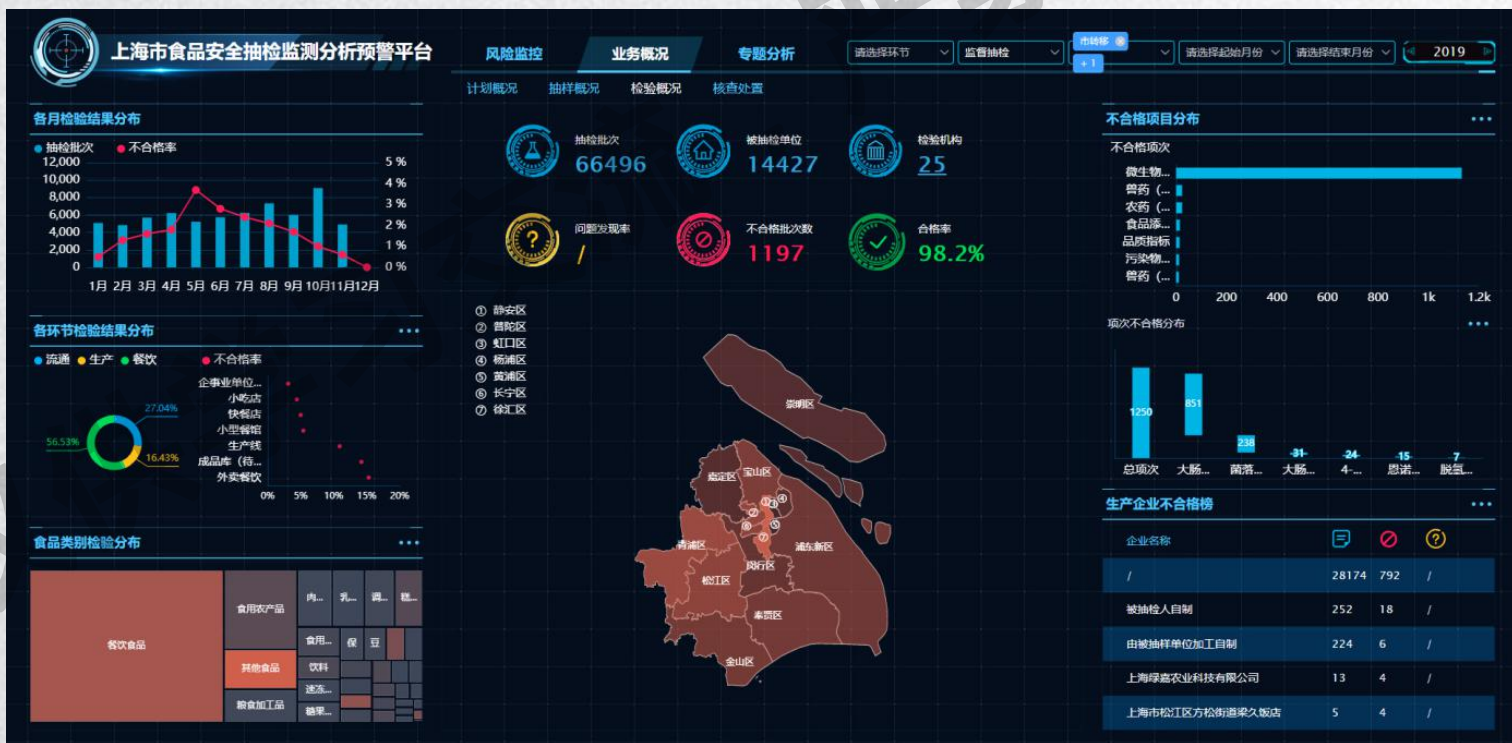 上海市食品安全抽检监测分析预警平台
风险监控 业务概况 专题分析
请选择环节 监督抽检 市转移 + 1 请选择起始月份 请选择结束月份 2019
计划概况 抽样概况 检验概况 核查处置
各月检验结果分布
抽检批次 不合格率
12,000
10,000
8,000
6,000
4,000
2,000
0
5 %
4 %
3 %
2 %
1 %
0 %
1月 2月 3月 4月 5月 6月 7月 8月 9月 10月11月12月
各环节检验结果分布
流通 生产 餐饮 不合格率
27.04%
56.53%
16.43%
企事业单位...
小吃店
快餐店
小型餐馆
生产线
成品库（待...
外卖餐饮
0% 5% 10% 15% 20%
食品类别检验分布
餐饮食品
食用农产品
其他食品
粮食加工品
肉... 乳... 调... 糕...
食用... 保 豆
饮料
速冻...
糖果...
抽检批次
66496
被抽检单位
14427
检验机构
25
问题发现率
/
不合格批次数
1197
合格率
98.2%
① 静安区
② 普陀区
③ 虹口区
④ 杨浦区
⑤ 黄浦区
⑥ 长宁区
⑦ 徐汇区
崇明区
宝山区
嘉定区
① ③ ④
②
⑥ ⑤
⑦
青浦区
浦东新区
闵行区
松江区
奉贤区
金山区
不合格项目分布
不合格项次
微生物...
兽药（...
农药（...
食品添...
品质指标
污染物...
兽药（...
0 200 400 600 800 1k 1.2k
项次不合格分布
1250 851 238 31 24 15 7
总项次 大肠... 菌落... 大肠... 4-... 恩诺... 脱氢...
生产企业不合格榜
企业名称
/ 28174 792 /
被抽检人自制 252 18 /
由被抽样单位加工自制 224 6 /
上海绿嘉农业科技有限公司 13 4 /
上海市松江区方松街道梁久饭店 5 4 /